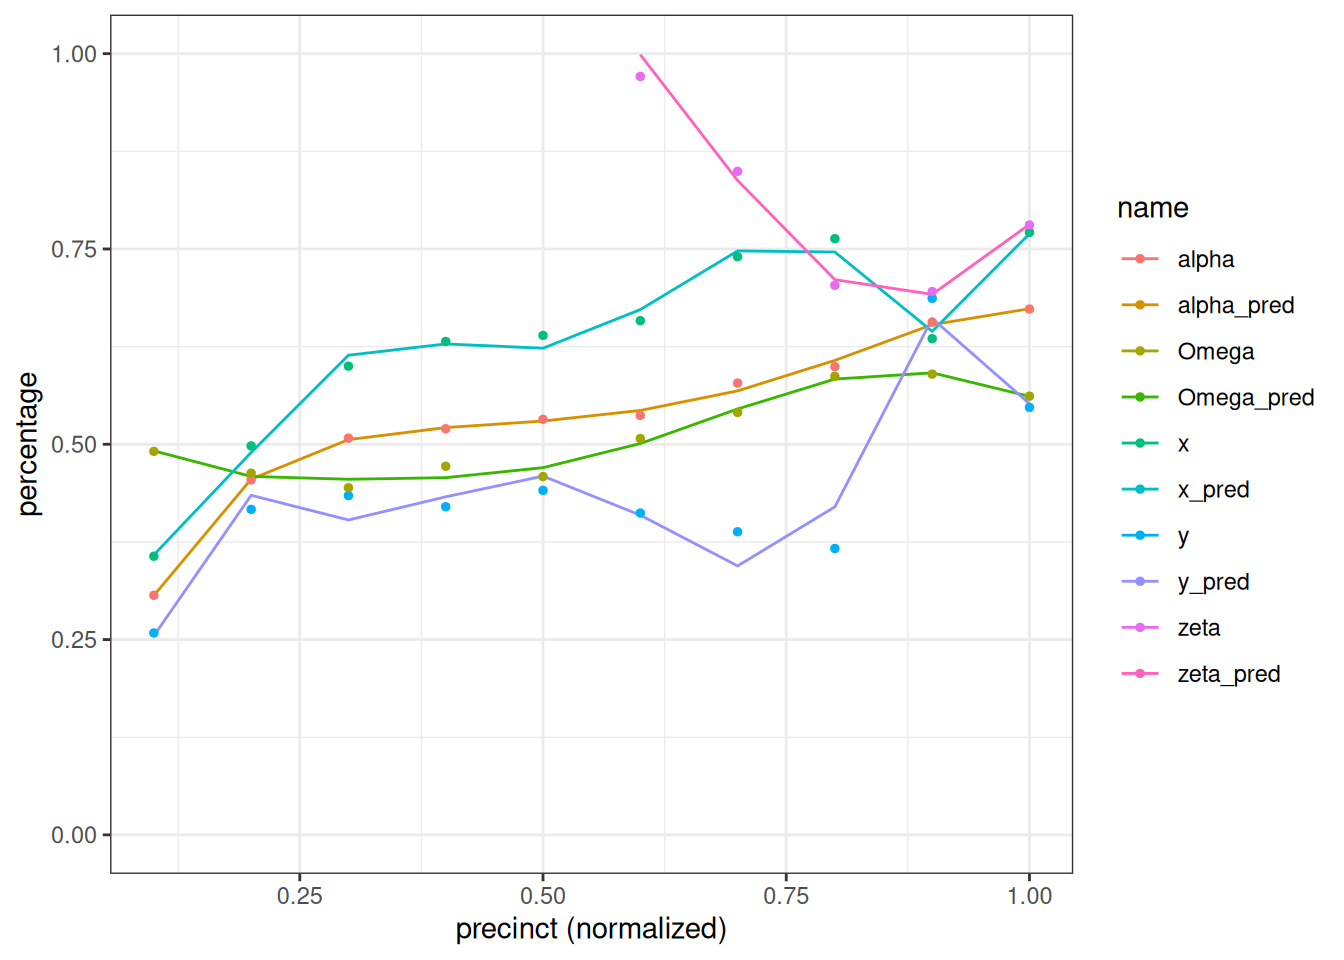 1.00
0.75
0.50
0.25
0.00
percentage
0.25
0.50
0.75
1.00
precinct (normalized)
name
alpha
alpha_pred
Omega
Omega_pred
x
x_pred
y
y_pred
zeta
zeta_pred